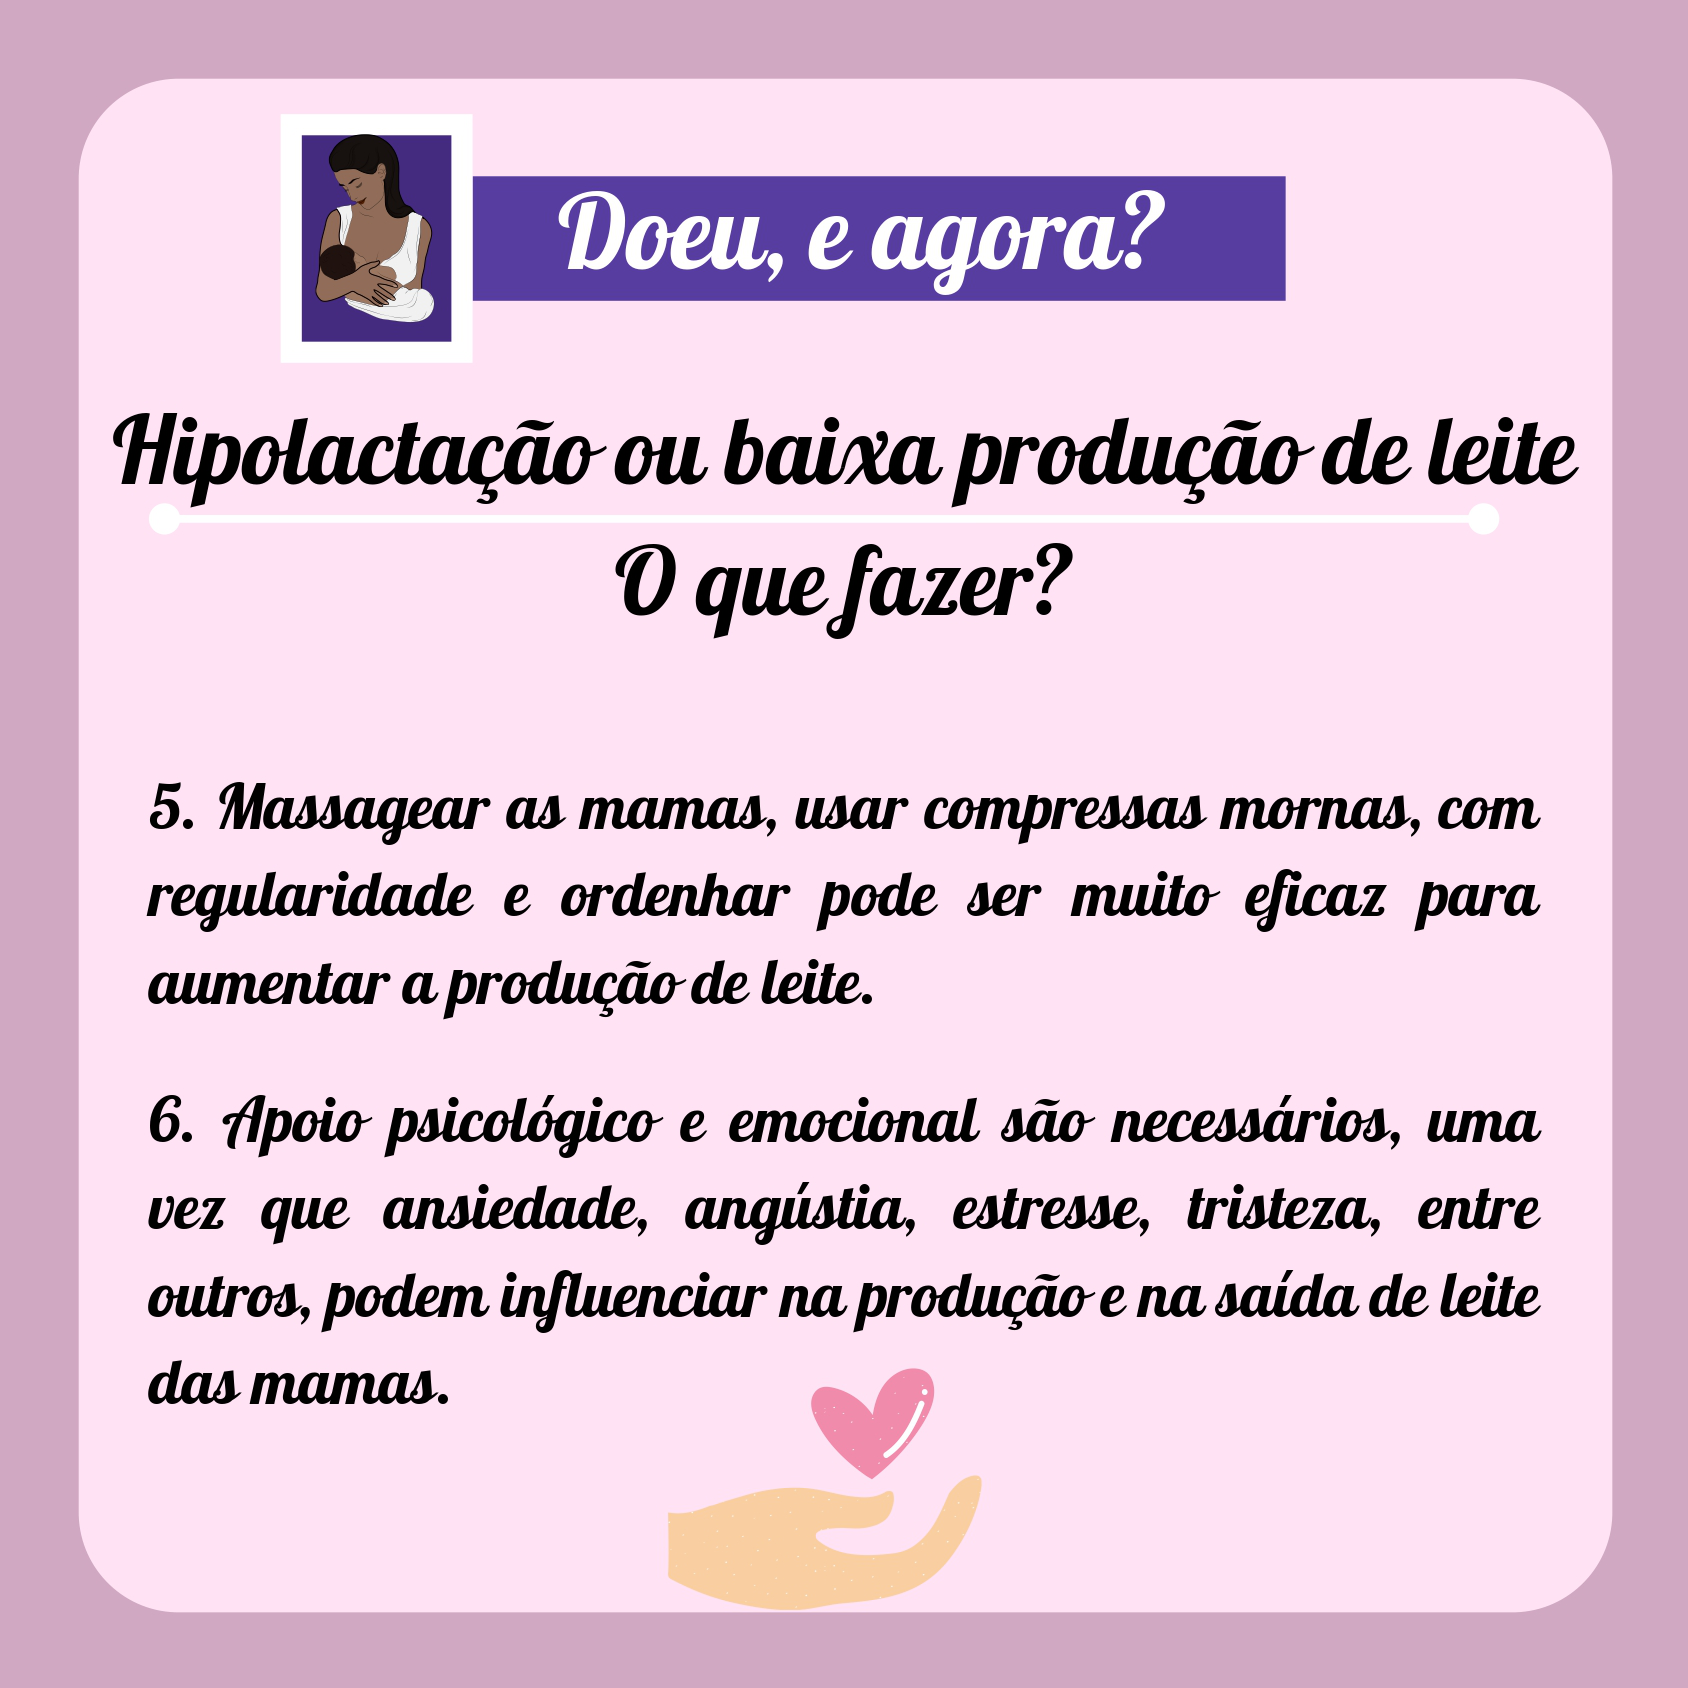 Doeu, e agora?
Hipolactação ou baixa produção de leite
O que fazer?
5. Massagear as mamas, usar compressas mornas, com
regularidade e ordenhar pode ser muito eficaz para
aumentar a produção de leite.
6. Apoio psicológico e emocional são necessários, uma
vez que ansiedade, angústia, estresse, tristeza, entre
outros, podem influenciar na produção e na saída de leite
das mamas.